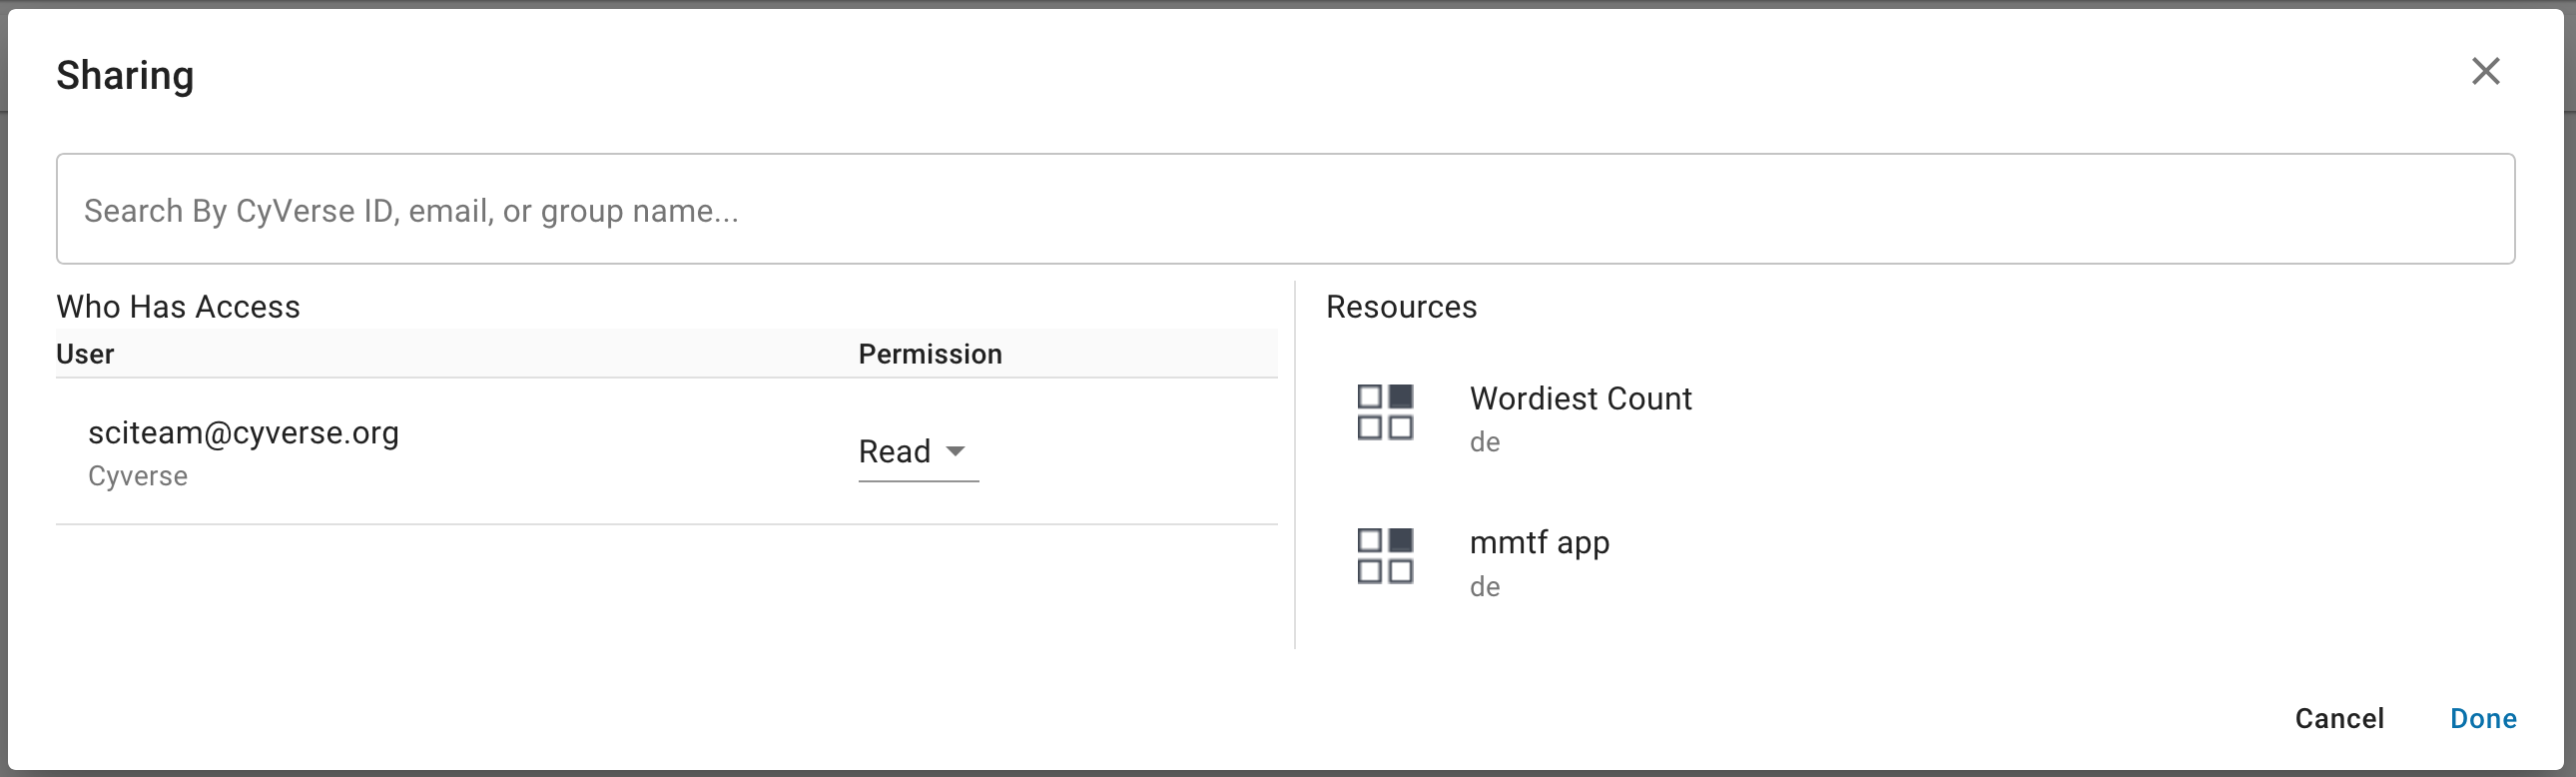 Sharing
Search By CyVerse ID, email, or group name...
Who Has Access
User Permission
sciteam@cyverse.org
Cyverse
Read
Resources
Wordiest Count
de
mmtf app
de
Cancel Done